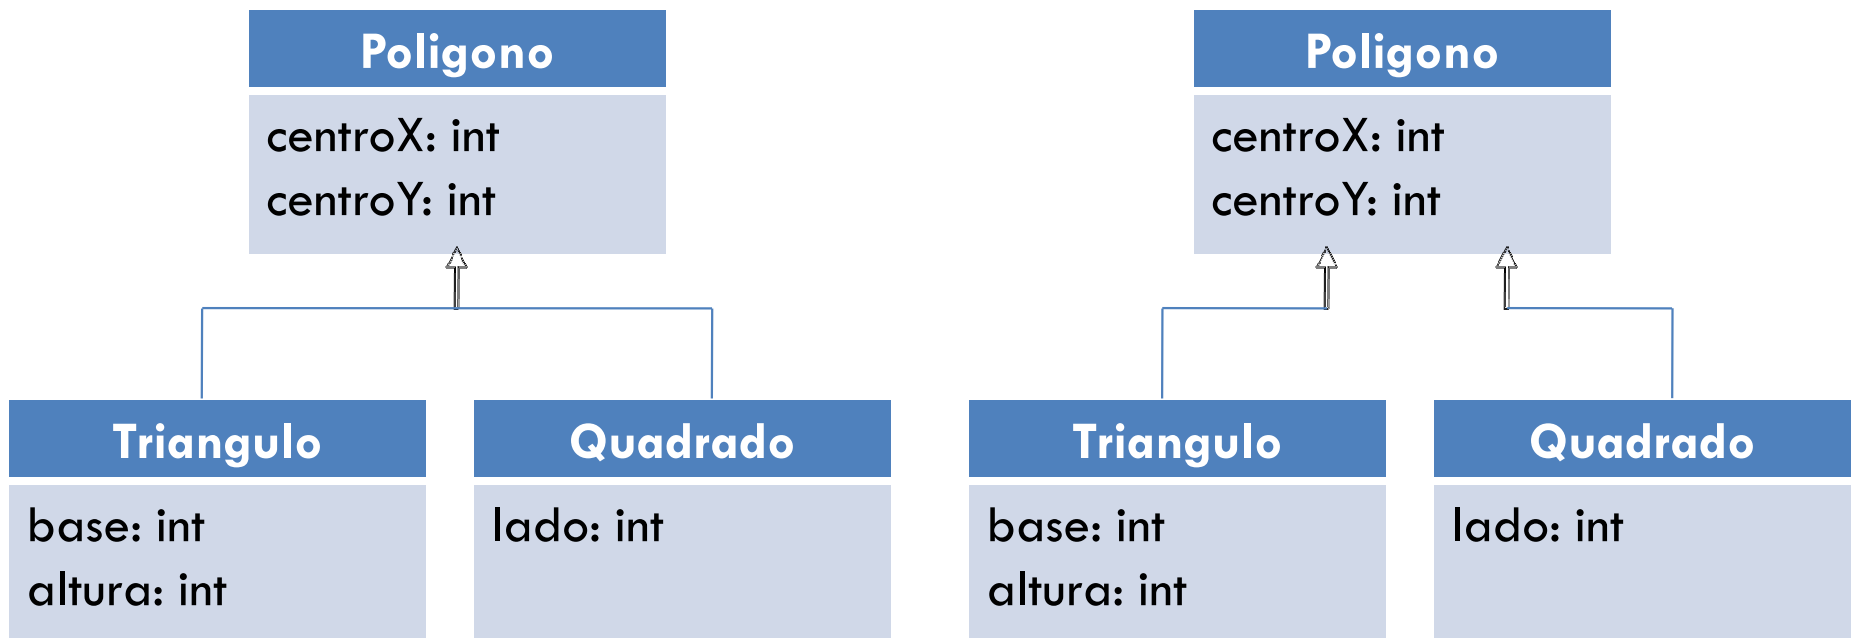 Poligono
centroX: int
centroY: int
Triangulo
base: int
altura: int
Quadrado
lado: int
Poligono
centroX: int
centroY: int
Triangulo
base: int
altura: int
Quadrado
lado: int